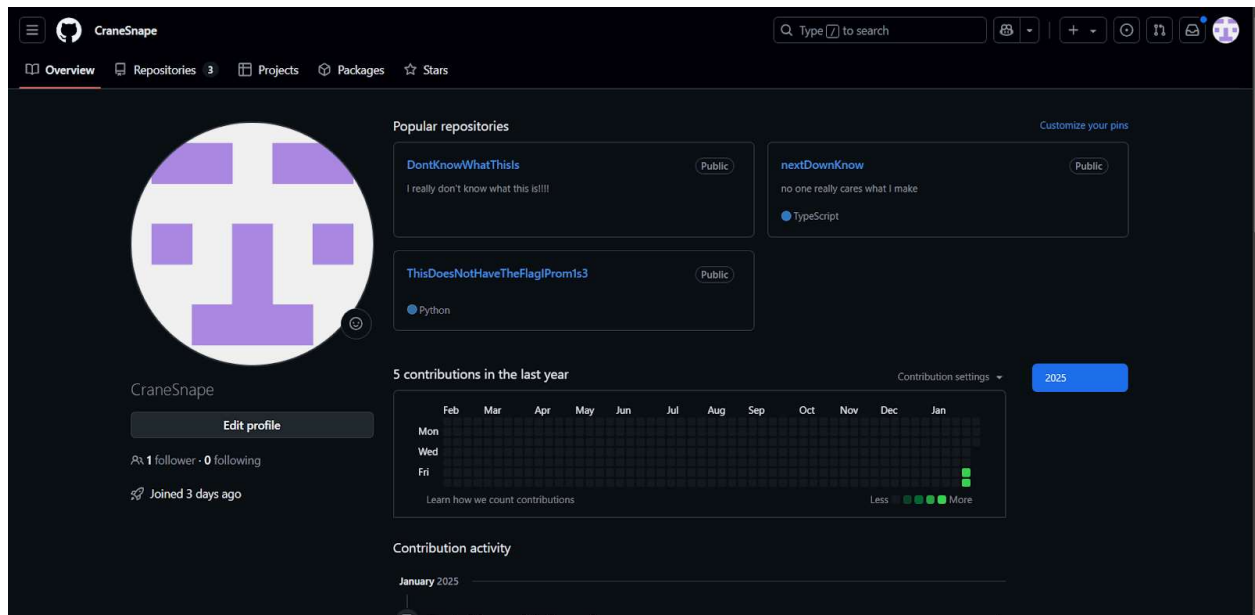 CraneSnape
Type / to search
Overview Repositories 3 Projects Packages Stars
Popular repositories
Customize your pins
DontKnowWhatThisIs Public
I really don't know what this is!!!!
nextDownKnow Public
no one really cares what I make
TypeScript
ThisDoesNotHaveTheFlagIProm1s3 Public
Python
CraneSnape
Edit profile
1 follower · 0 following
Joined 3 days ago
5 contributions in the last year
Contribution settings
2025
Feb Mar Apr May Jun Jul Aug Sep Oct Nov Dec Jan
Mon
Wed
Fri
Learn how we count contributions
Less More
Contribution activity
January 2025